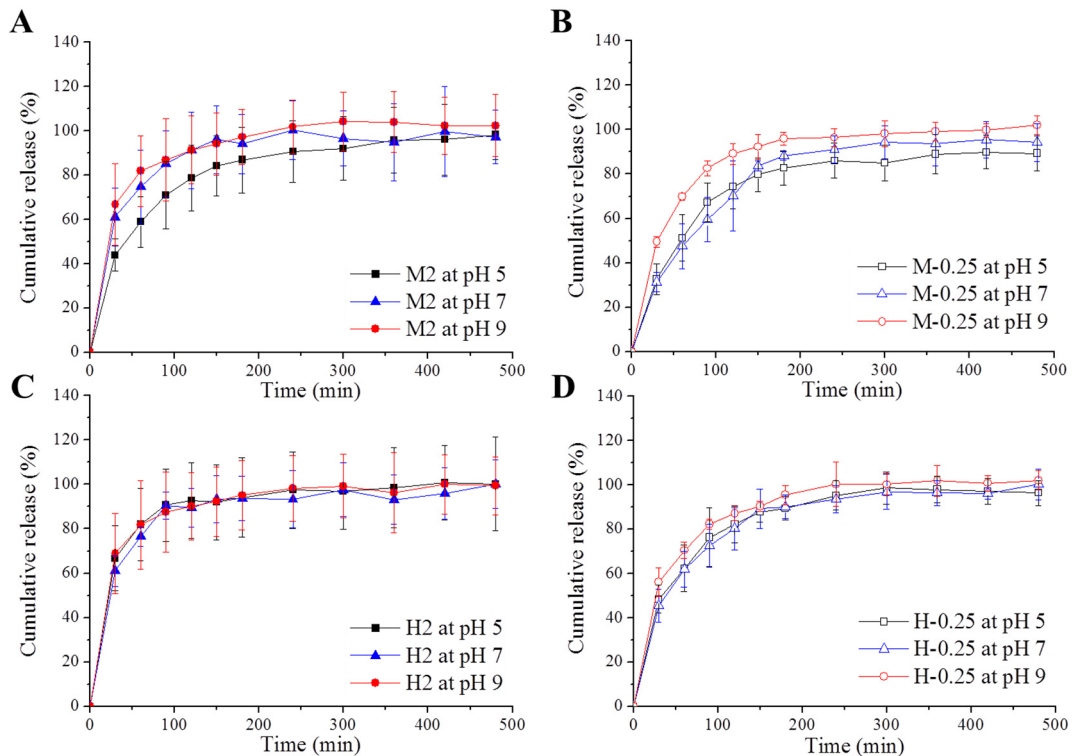 A
Cumulative release (%)
140
120
100
80
60
40
20
0
M2 at pH 5
M2 at pH 7
M2 at pH 9
0 100 200 300 400 500
Time (min)
B
Cumulative release (%)
140
120
100
80
60
40
20
0
M-0.25 at pH 5
M-0.25 at pH 7
M-0.25 at pH 9
0 100 200 300 400 500
Time (min)
C
Cumulative release (%)
140
120
100
80
60
40
20
0
H2 at pH 5
H2 at pH 7
H2 at pH 9
0 100 200 300 400 500
Time (min)
D
Cumulative release (%)
140
120
100
80
60
40
20
0
H-0.25 at pH 5
H-0.25 at pH 7
H-0.25 at pH 9
0 100 200 300 400 500
Time (min)